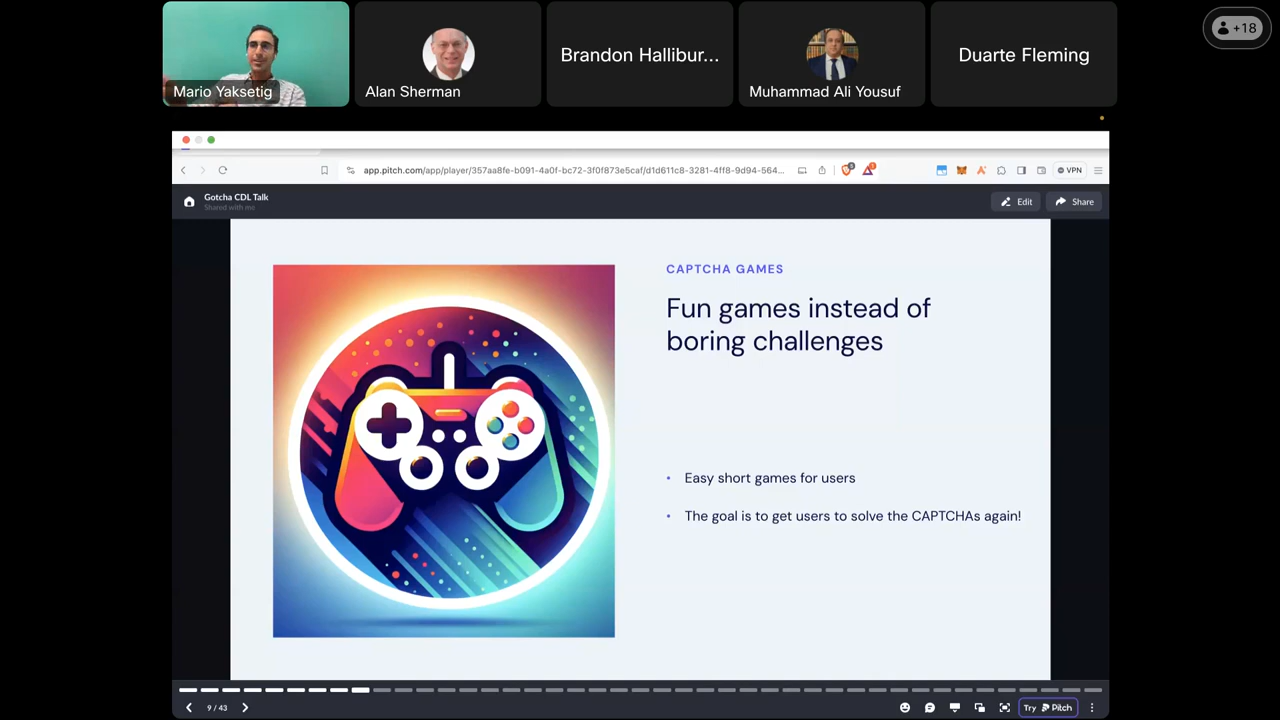 +18
Mario Yaksetig
Alan Sherman
Brandon Hallibur...
Muhammad Ali Yousuf
Duarte Fleming
app.pitch.com/app/player/357aa8fe-b091-4a0f-bc72-3f0f873e5caf/d1d611c8-3281-4ff8-9d94-564...
VPN
Gotcha CDL Talk
Shared with me
Edit
Share
CAPTCHA GAMES
Fun games instead of
boring challenges
• Easy short games for users
• The goal is to get users to solve the CAPTCHAs again!
9 / 43
Try Pitch